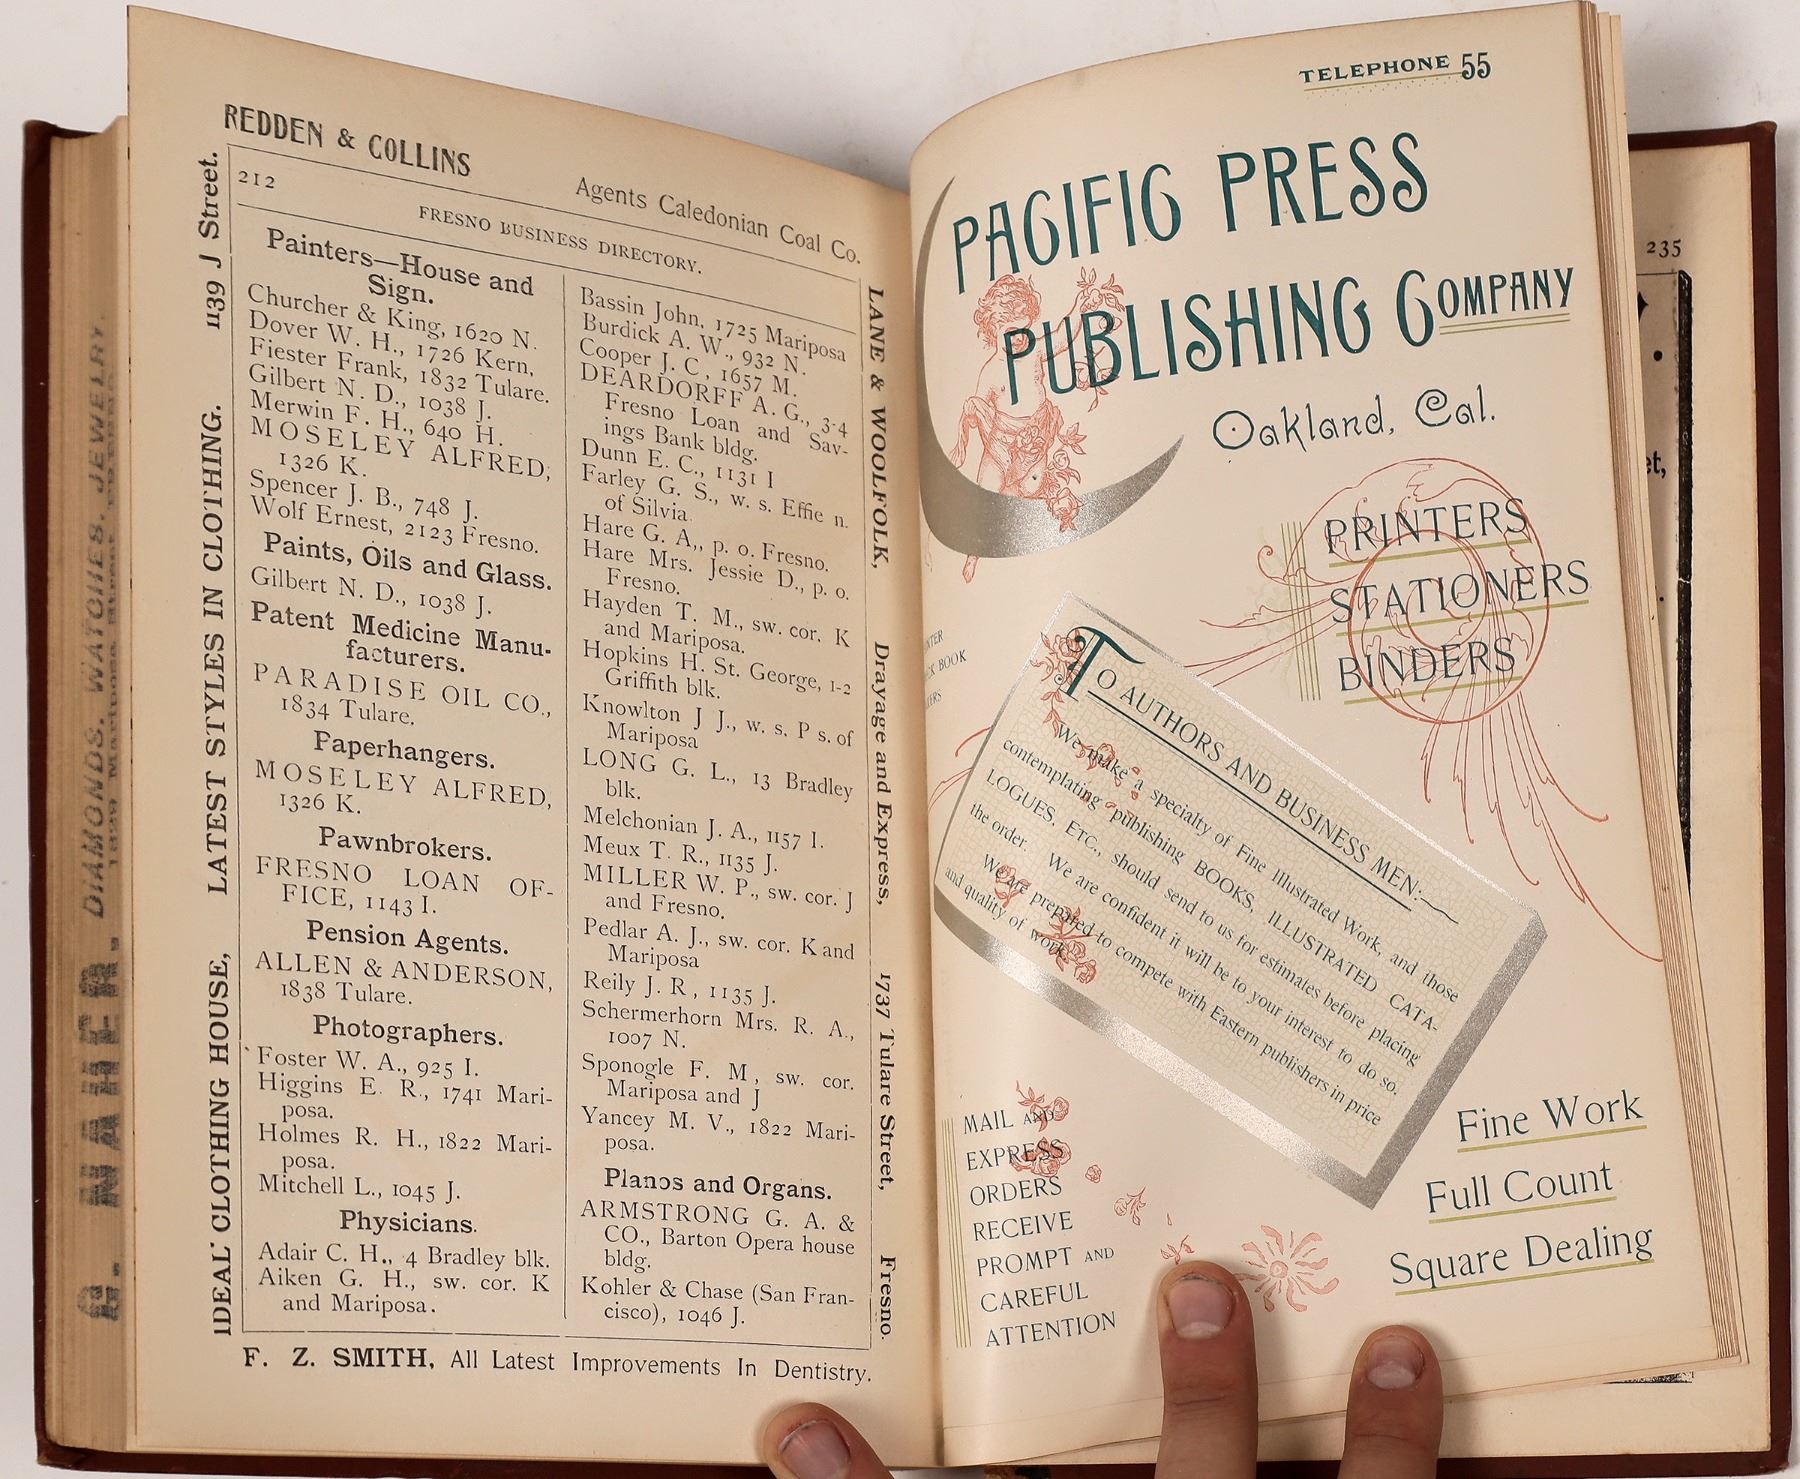 REDDEN & COLLINS
Agents Caledonian Coal Co.
1139 J Street.
212
FRESNO BUSINESS DIRECTORY.
Painters—House and
Sign.
Churcher & King, 1620 N.
Dover W. H., 1726 Kern,
Fiester Frank, 1832 Tulare.
Gilbert N. D., 1038 J.
Merwin F. H., 640 H.
MOSELEY ALFRED,
1326 K.
Spencer J. B., 748 J.
Wolf Ernest, 2123 Fresno.
Paints, Oils and Glass.
Gilbert N. D., 1038 J.
Patent Medicine Manu-
facturers.
PARADISE OIL CO.,
1834 Tulare.
Paperhangers.
MOSELEY ALFRED,
1326 K.
Pawnbrokers.
FRESNO LOAN OF-
FICE, 1143 I.
Pension Agents.
ALLEN & ANDERSON,
1838 Tulare.
Photographers.
Foster W. A., 925 I.
Higgins E. R., 1741 Mari-
posa.
Holmes R. H., 1822 Mari-
posa.
Mitchell L., 1045 J.
Physicians.
Adair C. H., 4 Bradley blk.
Aiken G. H., sw. cor. K
and Mariposa.
Bassin John, 1725 Mariposa
Burdick A. W., 932 N.
Cooper J. C, 1657 M.
DEARDORFF A. G., 3-4
Fresno Loan and Sav-
ings Bank bldg.
Dunn E. C., 1131 I
Farley G. S., w. s. Effie n.
of Silvia
Hare G. A., p. o. Fresno.
Hare Mrs. Jessie D., p. o.
Fresno.
Hayden T. M., sw. cor. K
and Mariposa.
Hopkins H. St. George, 1-2
Griffith blk.
Knowlton J J., w. s. P s. of
Mariposa
LONG G. L., 13 Bradley
blk.
Melchonian J. A., 1157 I.
Meux T. R., 1135 J.
MILLER W. P., sw. cor. J
and Fresno.
Pedlar A. J., sw. cor. K and
Mariposa
Reily J. R, 1135 J.
Schermerhorn Mrs. R. A.,
1007 N.
Sponogle F. M, sw. cor.
Mariposa and J
Yancey M. V., 1822 Mari-
posa.
Pianos and Organs.
ARMSTRONG G. A. &
CO., Barton Opera house
bldg.
Kohler & Chase (San Fran-
cisco), 1046 J.
IDEAL CLOTHING HOUSE, LATEST STYLES IN CLOTHING.
LANE & WOOLFOLK, Drayage and Express, 1737 Tulare Street, Fresno.
F. Z. SMITH, All Latest Improvements In Dentistry.
DIAMONDS. WATCHES. JEWELRY.
TELEPHONE 55
PACIFIC PRESS
PUBLISHING COMPANY
Oakland, Cal.
PRINTERS
STATIONERS
BINDERS
TO AUTHORS AND BUSINESS MEN:
We make a specialty of Fine Illustrated Work, and those
contemplating publishing BOOKS, ILLUSTRATED CATA-
LOGUES, ETC., should send to us for estimates before placing
the order. We are confident it will be to your interest to do so.
We are prepared to compete with Eastern publishers in price
and quality of work.
MAIL AND
EXPRESS
ORDERS
RECEIVE
PROMPT AND
CAREFUL
ATTENTION
Fine Work
Full Count
Square Dealing
235